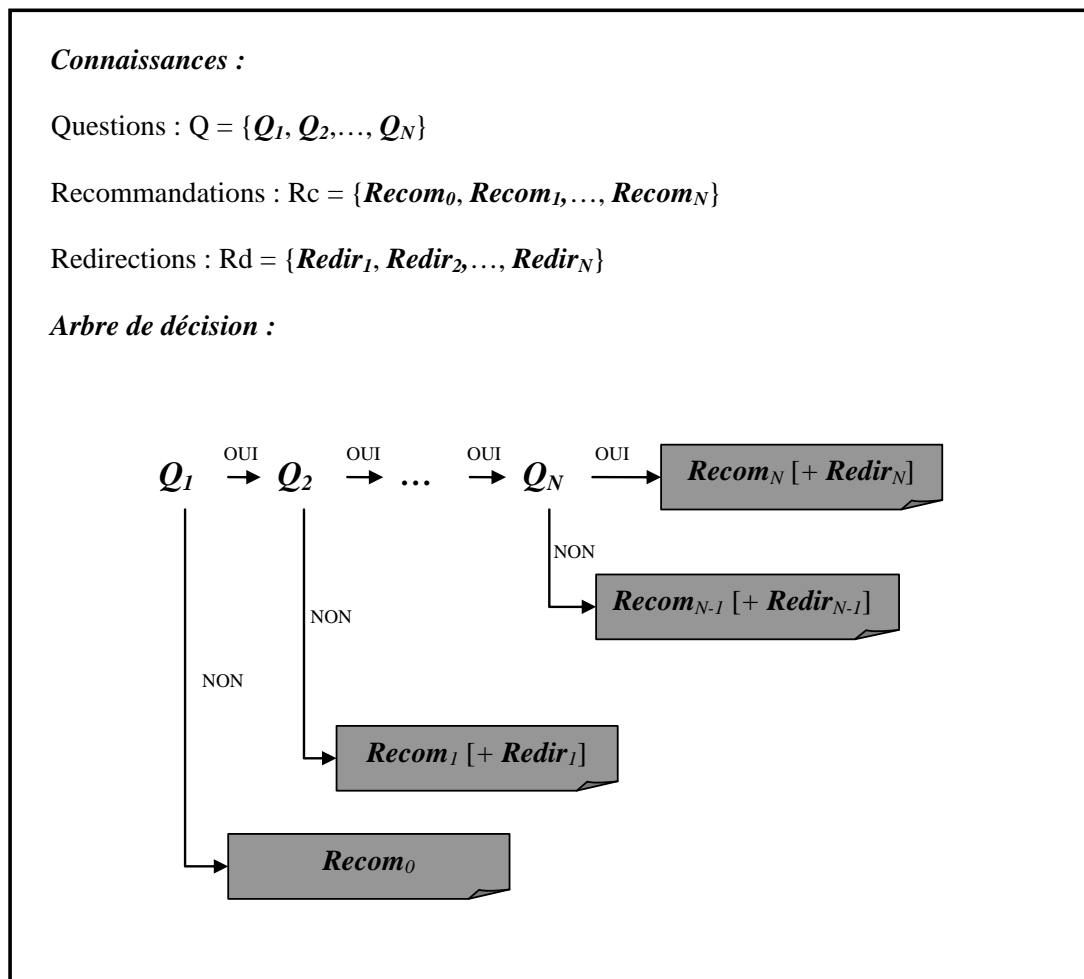 Connaissances :
Questions : Q = {Q1, Q2,…, QN}
Recommandations : Rc = {Recom0, Recom1,…, RecomN}
Redirections : Rd = {Redir1, Redir2,…, RedirN}
Arbre de décision :
Q1 OUI Q2 OUI … OUI QN OUI RecomN [+ RedirN]
NON
RecomN-1 [+ RedirN-1]
NON
NON
Recom1 [+ Redir1]
Recom0